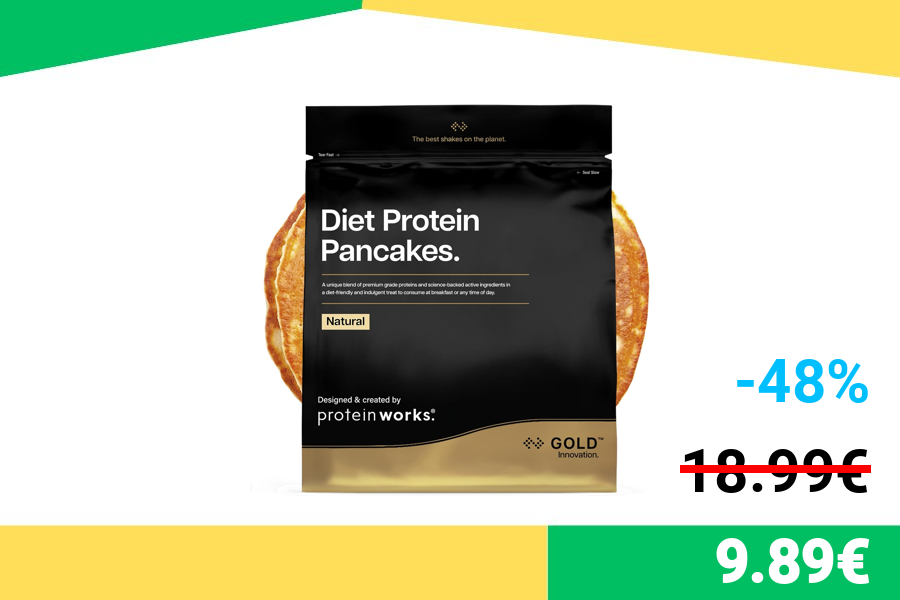 The best shakes on the planet.
Tear Fast →
← Seal Slow
Diet Protein
Pancakes.
A unique blend of premium grade proteins and science-backed active ingredients in
a diet-friendly and indulgent treat to consume at breakfast or any time of day.
Natural
Designed & created by
protein works®
GOLD™
Innovation.
-48%
18.99€
9.89€